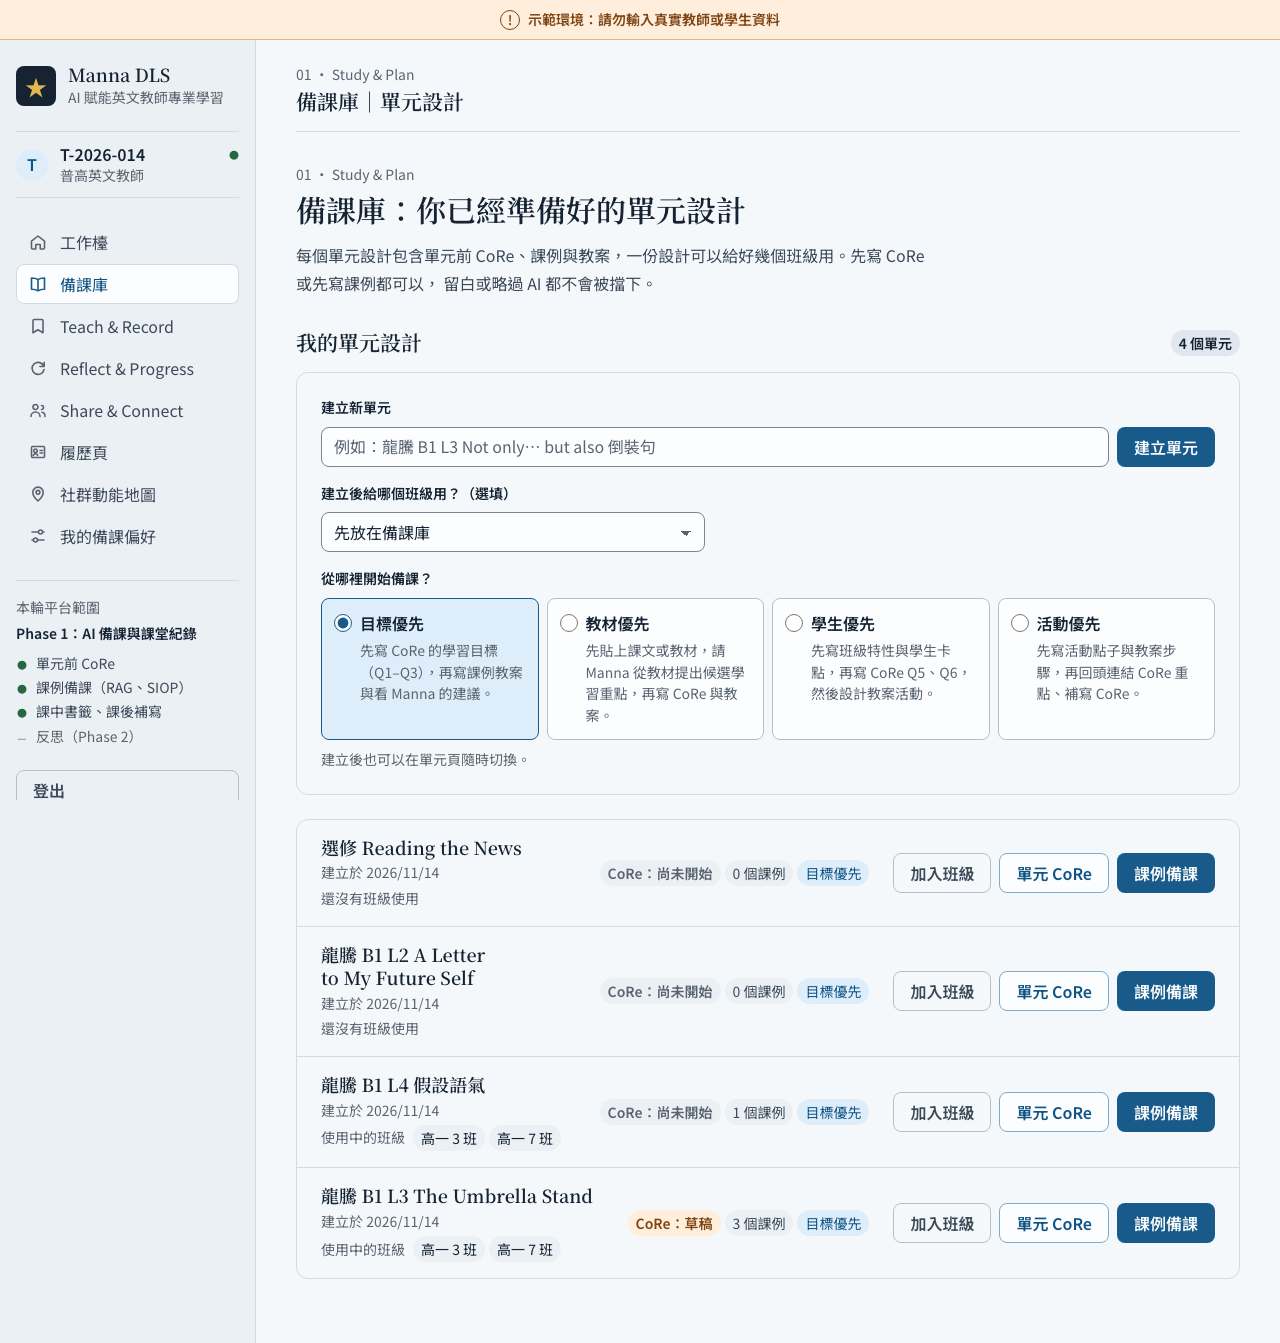 示範環境：請勿輸入真實教師或學生資料
Manna DLS
AI 賦能英文教師專業學習
T
T-2026-014
普高英文教師
工作檯
備課庫
Teach & Record
Reflect & Progress
Share & Connect
履歷頁
社群動能地圖
我的備課偏好
本輪平台範圍
Phase 1：AI 備課與課堂紀錄
單元前 CoRe
課例備課（RAG、SIOP）
課中書籤、課後補寫
反思（Phase 2）
登出
01 · Study & Plan
備課庫｜單元設計
01 · Study & Plan
備課庫：你已經準備好的單元設計
每個單元設計包含單元前 CoRe、課例與教案，一份設計可以給好幾個班級用。先寫 CoRe
或先寫課例都可以， 留白或略過 AI 都不會被擋下。
我的單元設計
4 個單元
建立新單元
例如：龍騰 B1 L3 Not only… but also 倒裝句
建立單元
建立後給哪個班級用？（選填）
先放在備課庫
從哪裡開始備課？
目標優先
先寫 CoRe 的學習目標
（Q1–Q3），再寫課例教案
與看 Manna 的建議。
教材優先
先貼上課文或教材，請
Manna 從教材提出候選學
習重點，再寫 CoRe 與教
案。
學生優先
先寫班級特性與學生卡
點，再寫 CoRe Q5、Q6，
然後設計教案活動。
活動優先
先寫活動點子與教案步
驟，再回頭連結 CoRe 重
點、補寫 CoRe。
建立後也可以在單元頁隨時切換。
選修 Reading the News
建立於 2026/11/14
還沒有班級使用
CoRe：尚未開始 0 個課例 目標優先
加入班級 單元 CoRe 課例備課
龍騰 B1 L2 A Letter
to My Future Self
建立於 2026/11/14
還沒有班級使用
CoRe：尚未開始 0 個課例 目標優先
加入班級 單元 CoRe 課例備課
龍騰 B1 L4 假設語氣
建立於 2026/11/14
使用中的班級 高一 3 班 高一 7 班
CoRe：尚未開始 1 個課例 目標優先
加入班級 單元 CoRe 課例備課
龍騰 B1 L3 The Umbrella Stand
建立於 2026/11/14
使用中的班級 高一 3 班 高一 7 班
CoRe：草稿 3 個課例 目標優先
加入班級 單元 CoRe 課例備課